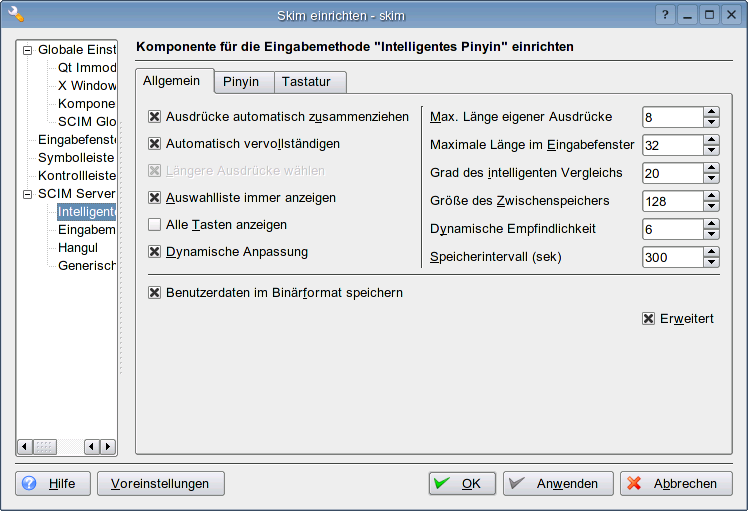 Skim einrichten - skim
Globale Einst
Qt Immod
X Window
Kompone
SCIM Glo
Eingabefenste
Symbolleiste
Kontrollleiste
SCIM Server
Intelligente
Eingabem
Hangul
Generisch
Komponente für die Eingabemethode "Intelligentes Pinyin" einrichten
Allgemein Pinyin Tastatur
Ausdrücke automatisch zusammenziehen
Automatisch vervollständigen
Längere Ausdrücke wählen
Auswahlliste immer anzeigen
Alle Tasten anzeigen
Dynamische Anpassung
Max. Länge eigener Ausdrücke 8
Maximale Länge im Eingabefenster 32
Grad des intelligenten Vergleichs 20
Größe des Zwischenspeichers 128
Dynamische Empfindlichkeit 6
Speicherintervall (sek) 300
Benutzerdaten im Binärformat speichern
Erweitert
Hilfe Voreinstellungen OK Anwenden Abbrechen